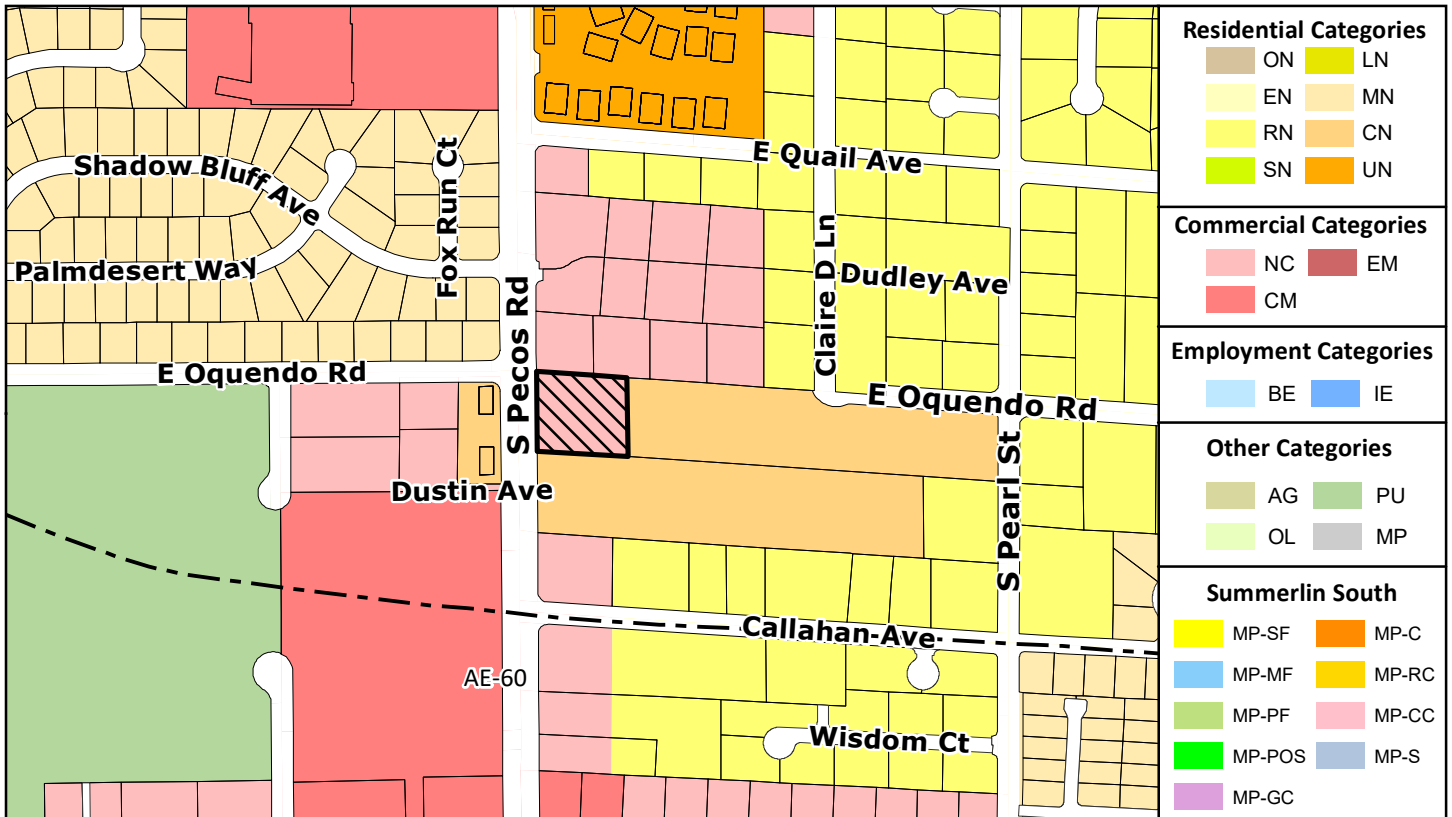 E Quail Ave
Shadow Bluff Ave
Fox Run Ct
Palmdesert Way
S Pecos Rd
Claire D Ln
Dudley Ave
E Oquendo Rd
E Oquendo Rd
S Pearl St
Dustin Ave
Callahan Ave
AE-60
Wisdom Ct
Residential Categories
ON LN
EN MN
RN CN
SN UN
Commercial Categories
NC EM
CM
Employment Categories
BE IE
Other Categories
AG PU
OL MP
Summerlin South
MP-SF MP-C
MP-MF MP-RC
MP-PF MP-CC
MP-POS MP-S
MP-GC